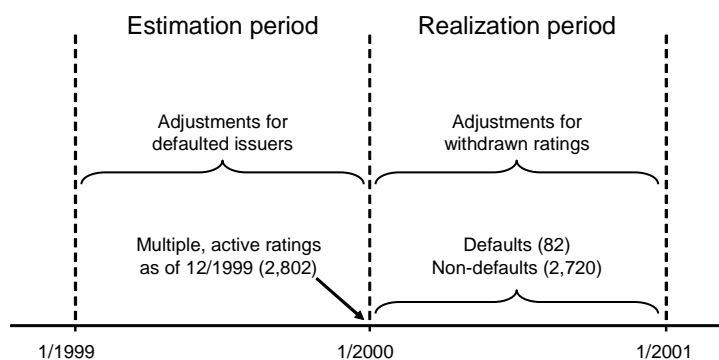 Estimation period
Realization period
Adjustments for
defaulted issuers
Adjustments for
withdrawn ratings
Multiple, active ratings
as of 12/1999 (2,802)
Defaults (82)
Non-defaults (2,720)
1/1999
1/2000
1/2001